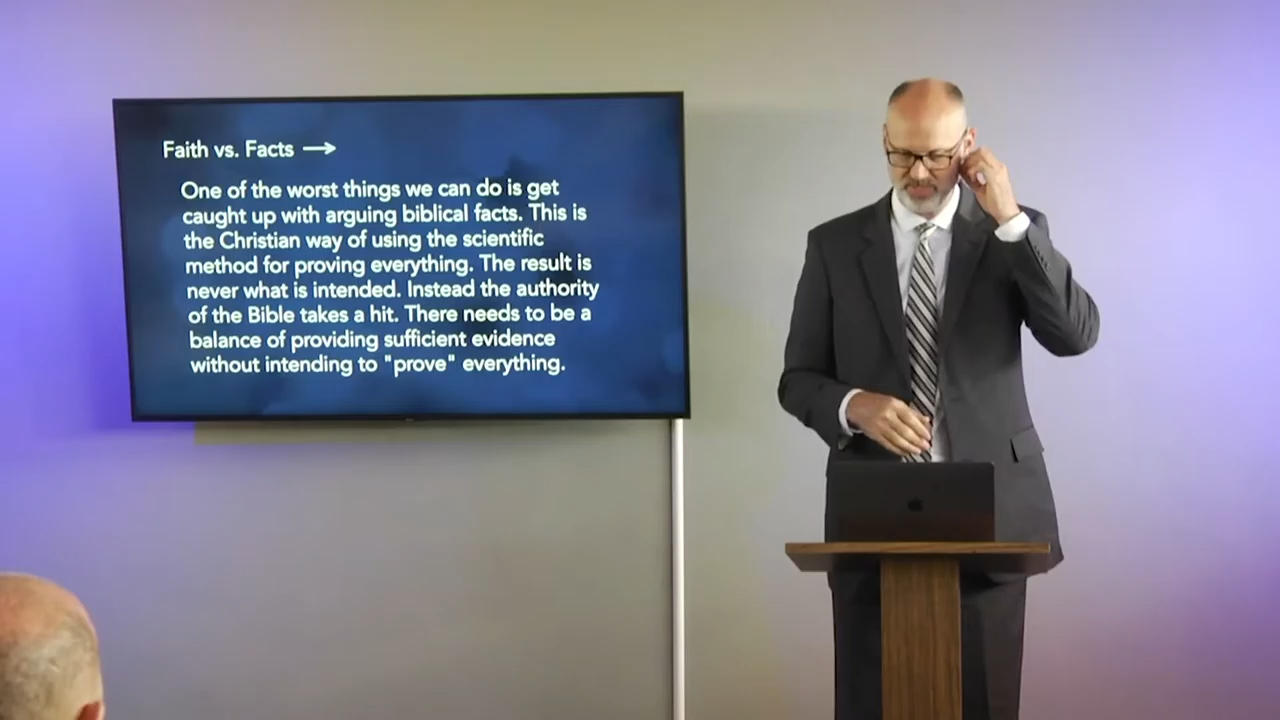 Faith vs. Facts →
One of the worst things we can do is get
caught up with arguing biblical facts. This is
the Christian way of using the scientific
method for proving everything. The result is
never what is intended. Instead the authority
of the Bible takes a hit. There needs to be a
balance of providing sufficient evidence
without intending to "prove" everything.